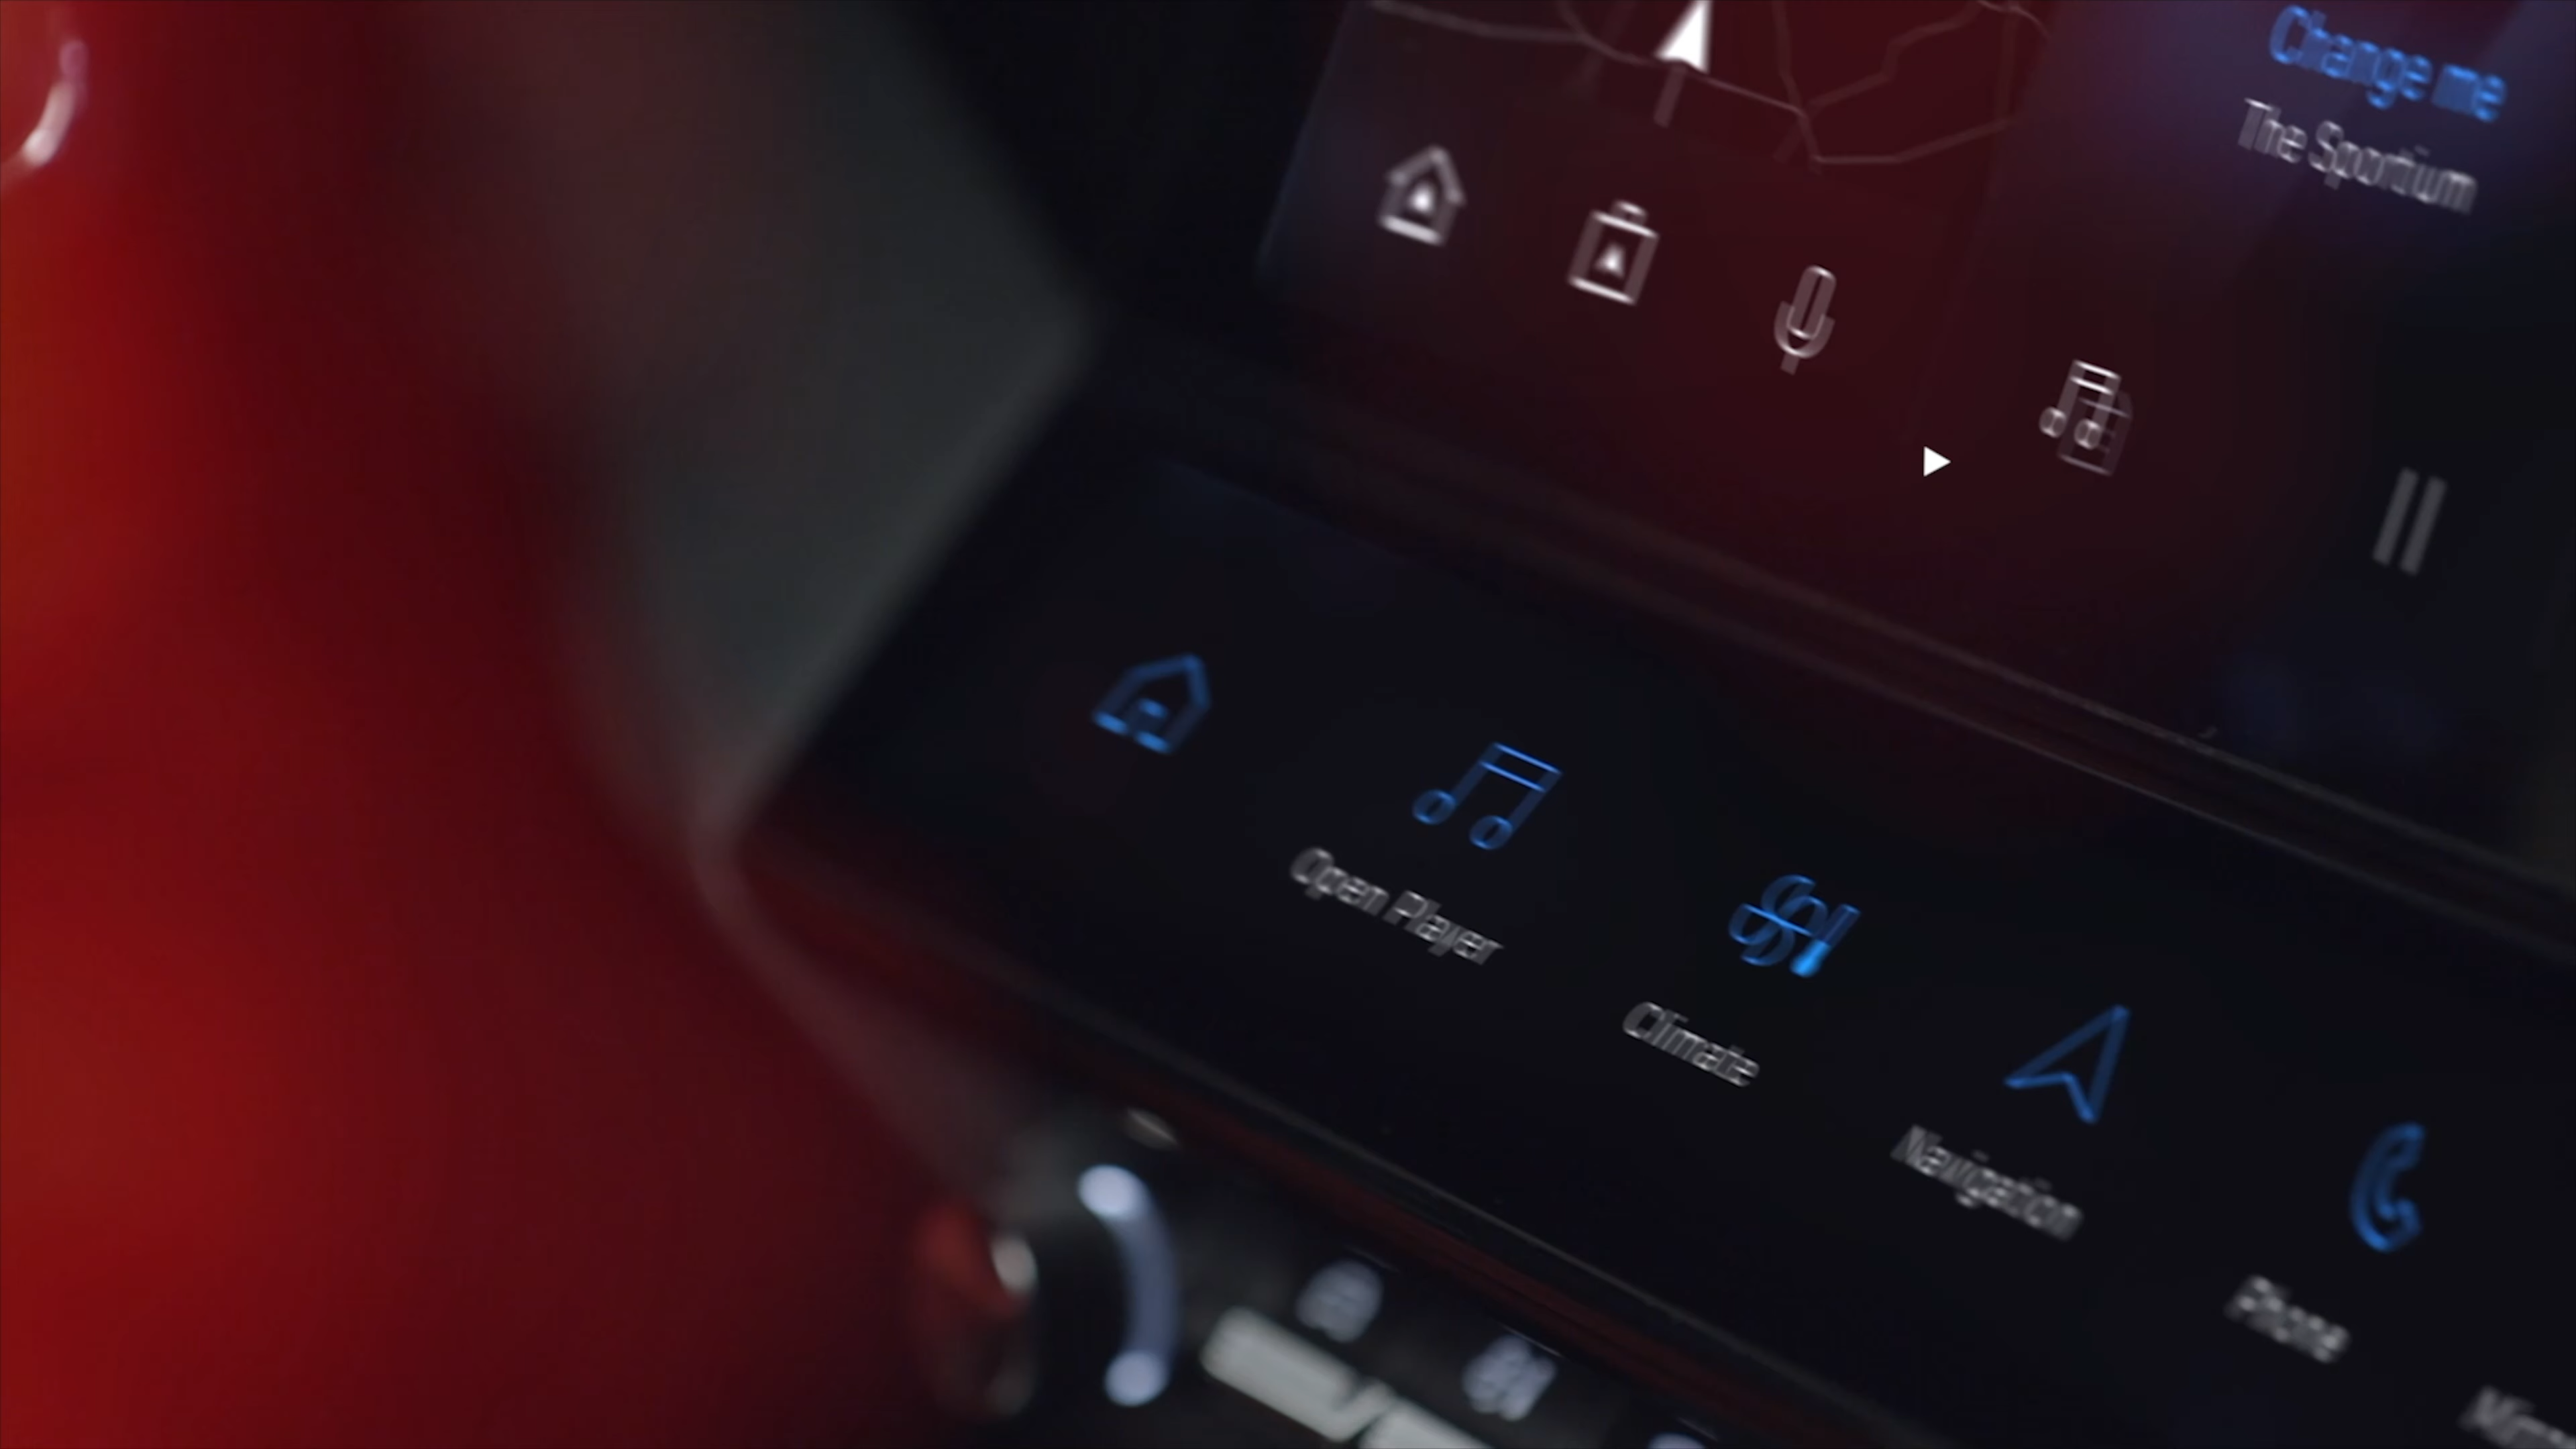 Change me
The Sportium
Open Player
Climate
Navigation
Phone